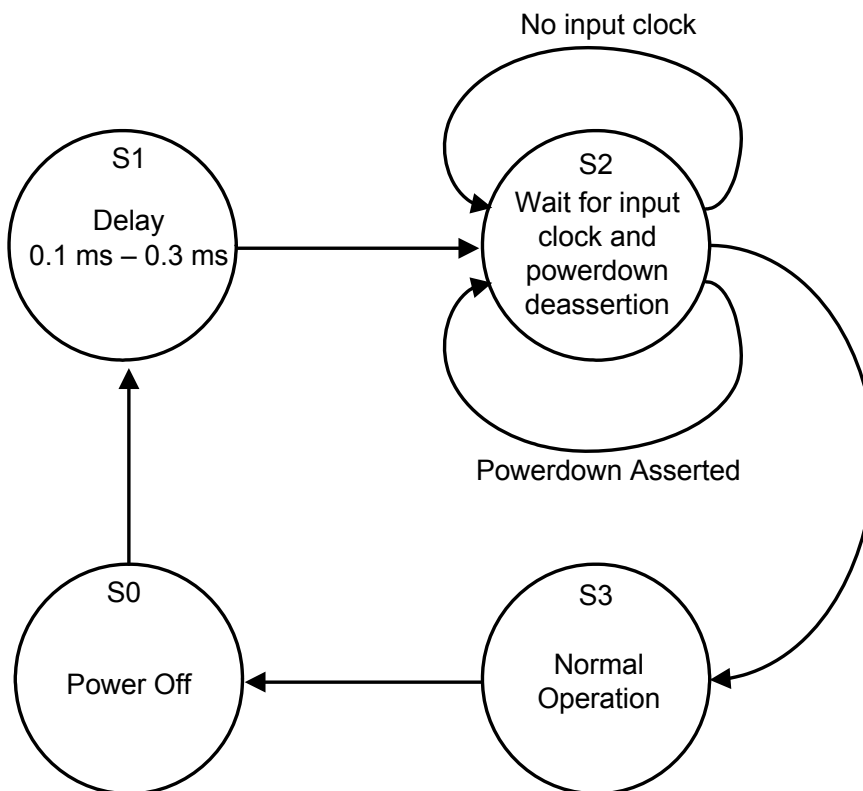 No input clock
S1
Delay
0.1 ms – 0.3 ms
S2
Wait for input
clock and
powerdown
deassertion
Powerdown Asserted
S0
Power Off
S3
Normal
Operation